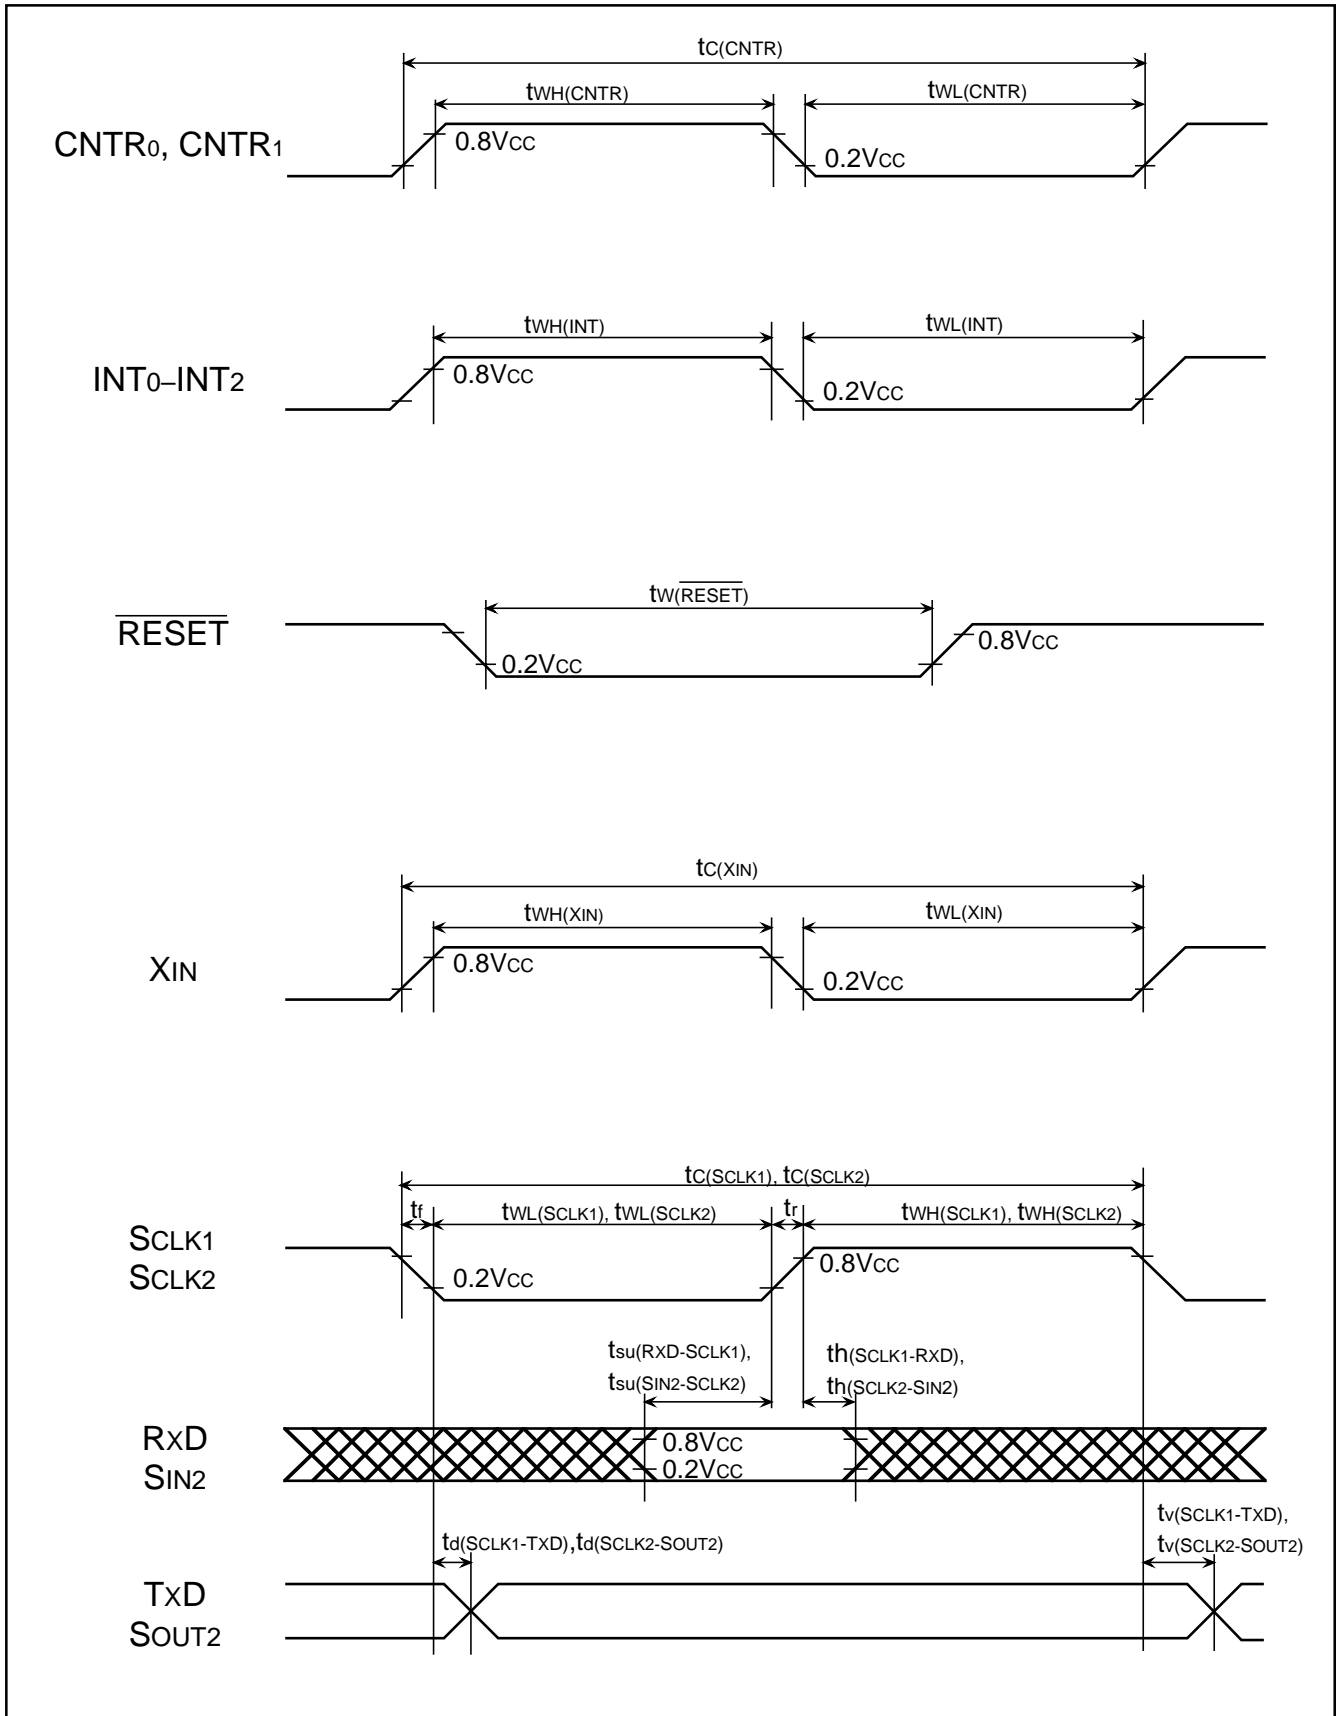 tC(CNTR)
tWH(CNTR) tWL(CNTR)
CNTR0, CNTR1
0.8VCC
0.2VCC
tWH(INT) tWL(INT)
INT0–INT2
0.8VCC
0.2VCC
tW(RESET)
RESET
0.2VCC
0.8VCC
tC(XIN)
tWH(XIN) tWL(XIN)
XIN
0.8VCC
0.2VCC
tC(SCLK1), tC(SCLK2)
tf tWL(SCLK1), tWL(SCLK2) tr tWH(SCLK1), tWH(SCLK2)
SCLK1
SCLK2
0.2VCC
0.8VCC
tsu(RXD-SCLK1),
tsu(SIN2-SCLK2)
th(SCLK1-RXD),
th(SCLK2-SIN2)
RXD
SIN2
0.8VCC
0.2VCC
td(SCLK1-TXD),td(SCLK2-SOUT2)
tv(SCLK1-TXD),
tv(SCLK2-SOUT2)
TXD
SOUT2